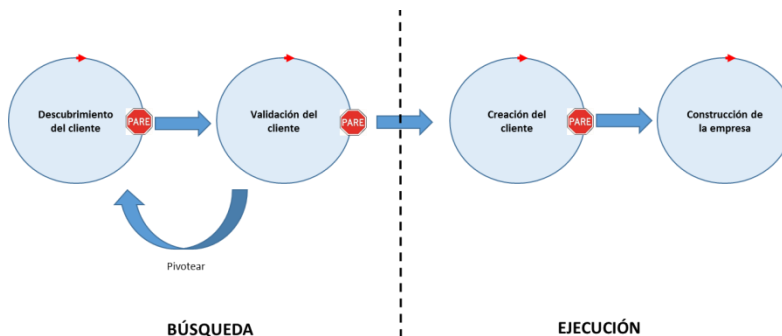 Descubrimiento
del cliente
PARE
Validación del
cliente
PARE
Creación del
cliente
PARE
Construcción de
la empresa
Pivotear
BÚSQUEDA
EJECUCIÓN